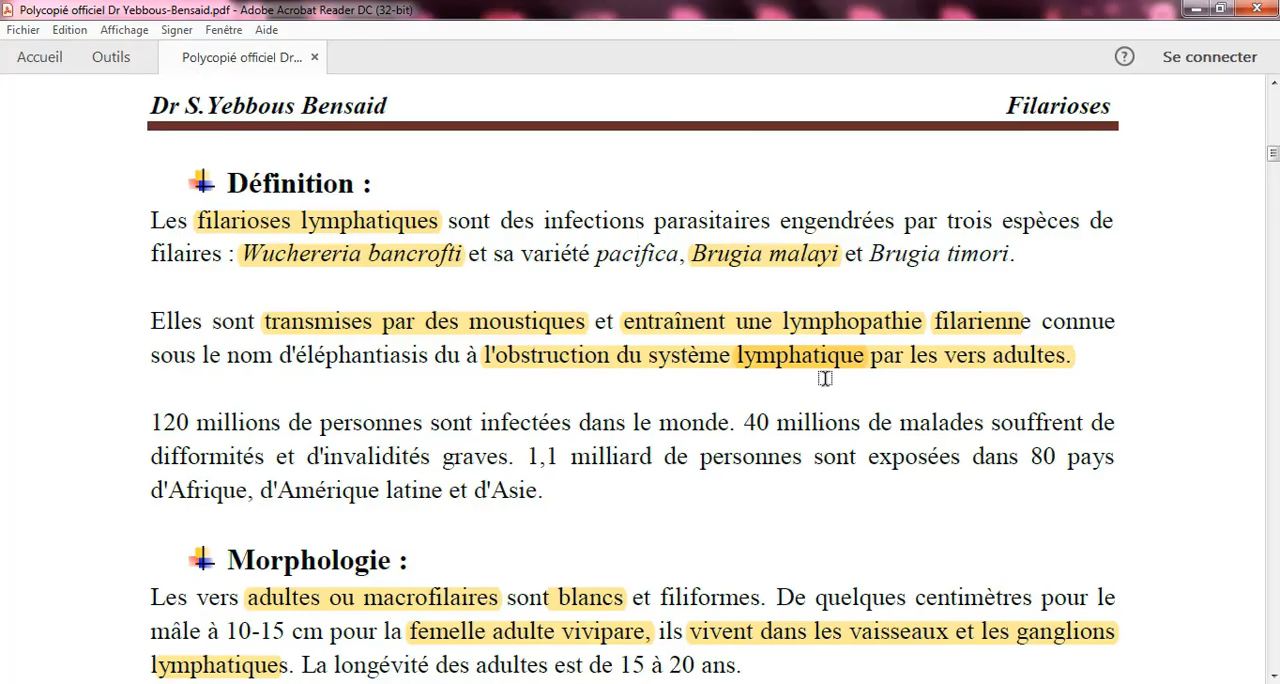 Polycopié officiel Dr Yebbous-Bensaid.pdf - Adobe Acrobat Reader DC (32-bit)
Fichier Edition Affichage Signer Fenêtre Aide
Accueil Outils Polycopié officiel Dr... × ? Se connecter
Dr S.Yebbous Bensaid Filarioses
Définition :
Les filarioses lymphatiques sont des infections parasitaires engendrées par trois espèces de
filaires : Wuchereria bancrofti et sa variété pacifica, Brugia malayi et Brugia timori.
Elles sont transmises par des moustiques et entraînent une lymphopathie filarienne connue
sous le nom d'éléphantiasis du à l'obstruction du système lymphatique par les vers adultes.
120 millions de personnes sont infectées dans le monde. 40 millions de malades souffrent de
difformités et d'invalidités graves. 1,1 milliard de personnes sont exposées dans 80 pays
d'Afrique, d'Amérique latine et d'Asie.
Morphologie :
Les vers adultes ou macrofilaires sont blancs et filiformes. De quelques centimètres pour le
mâle à 10-15 cm pour la femelle adulte vivipare, ils vivent dans les vaisseaux et les ganglions
lymphatiques. La longévité des adultes est de 15 à 20 ans.